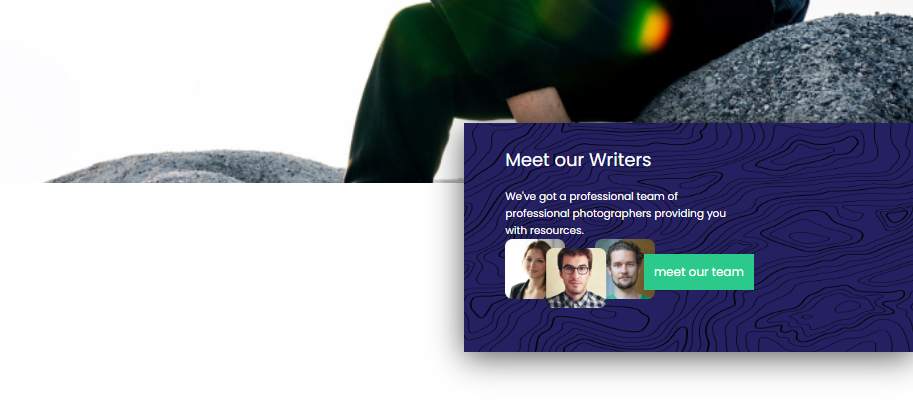 Meet our Writers
We've got a professional team of
professional photographers providing you
with resources.
meet our team